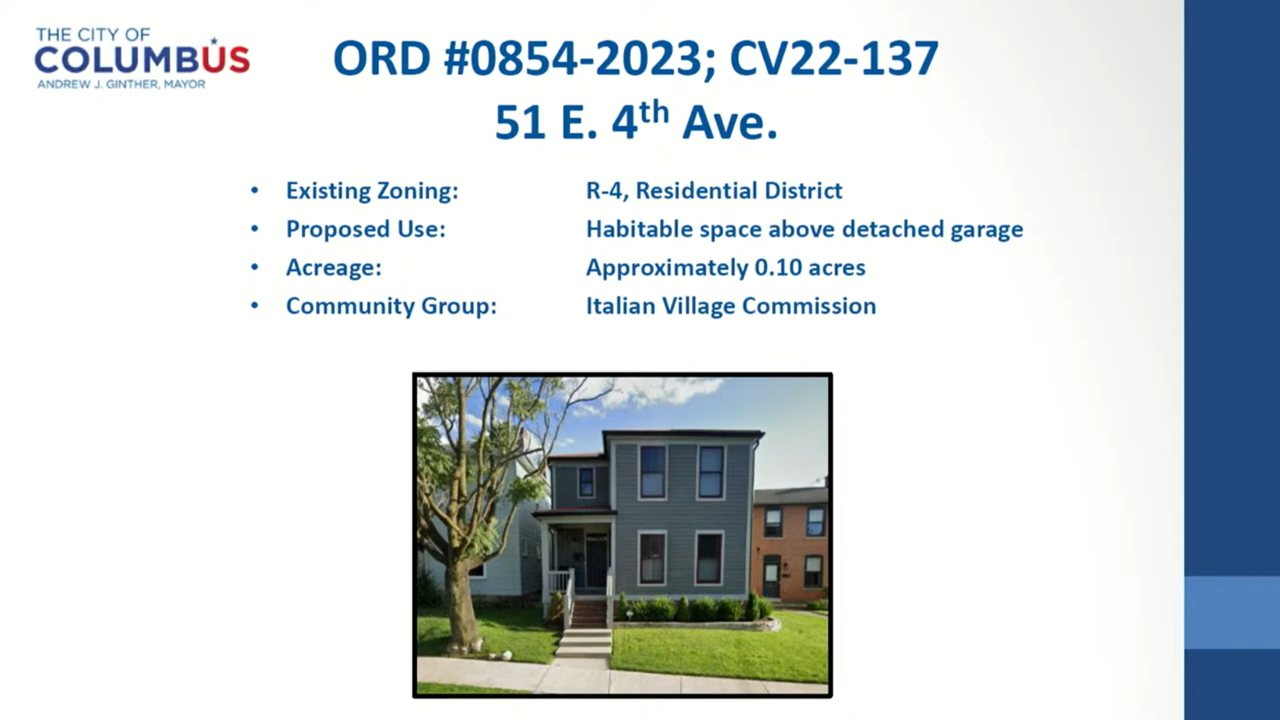 THE CITY OF
COLUMBUS
ANDREW J. GINTHER, MAYOR
ORD #0854-2023; CV22-137
51 E. 4th Ave.
• Existing Zoning: R-4, Residential District
• Proposed Use: Habitable space above detached garage
• Acreage: Approximately 0.10 acres
• Community Group: Italian Village Commission